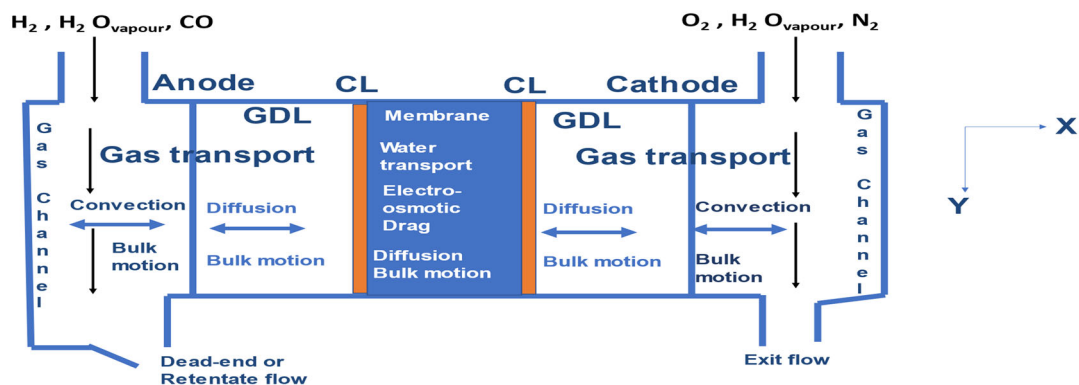 H₂ , H₂ Ovapour, CO
O₂ , H₂ Ovapour, N₂
Anode
CL
CL
Cathode
GDL
Membrane
GDL
Gas Channel
Gas transport
Water
transport
Gas transport
Gas Channel
X
Y
Electro-
osmotic
Drag
Convection
Diffusion
Diffusion
Convection
Bulk
motion
Bulk motion
Diffusion
Bulk motion
Bulk motion
Bulk
motion
Dead-end or
Retentate flow
Exit flow